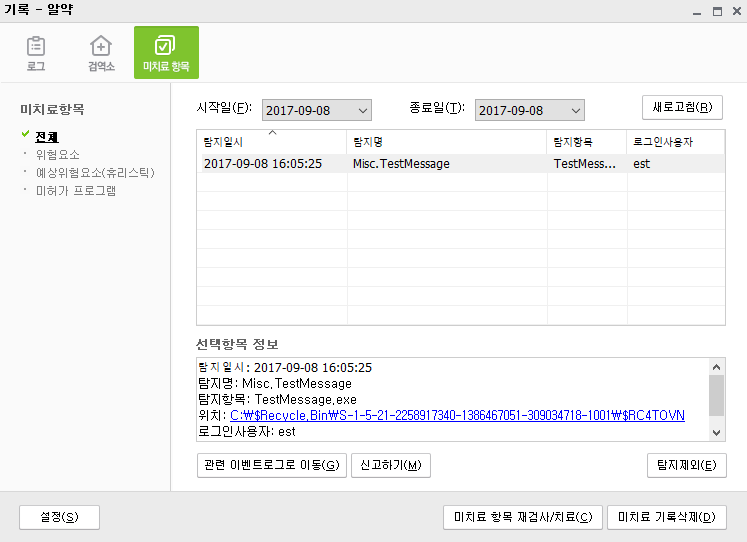 기록 - 알약
로그
검역소
미치료 항목
미치료항목
전체
위험요소
예상위험요소(휴리스틱)
미허가 프로그램
시작일(F): 2017-09-08 종료일(T): 2017-09-08 새로고침(R)
탐지일시 탐지명 탐지항목 로그인사용자
2017-09-08 16:05:25 Misc.TestMessage TestMess... est
선택항목 정보
탐지일시: 2017-09-08 16:05:25
탐지명: Misc.TestMessage
탐지항목: TestMessage.exe
위치: C:₩$Recycle.Bin₩S-1-5-21-2258917340-1386467051-309034718-1001₩$RC4TOVN
로그인사용자: est
관련 이벤트로그로 이동(G) 신고하기(M) 탐지제외(E)
설정(S) 미치료 항목 재검사/치료(C) 미치료 기록삭제(D)